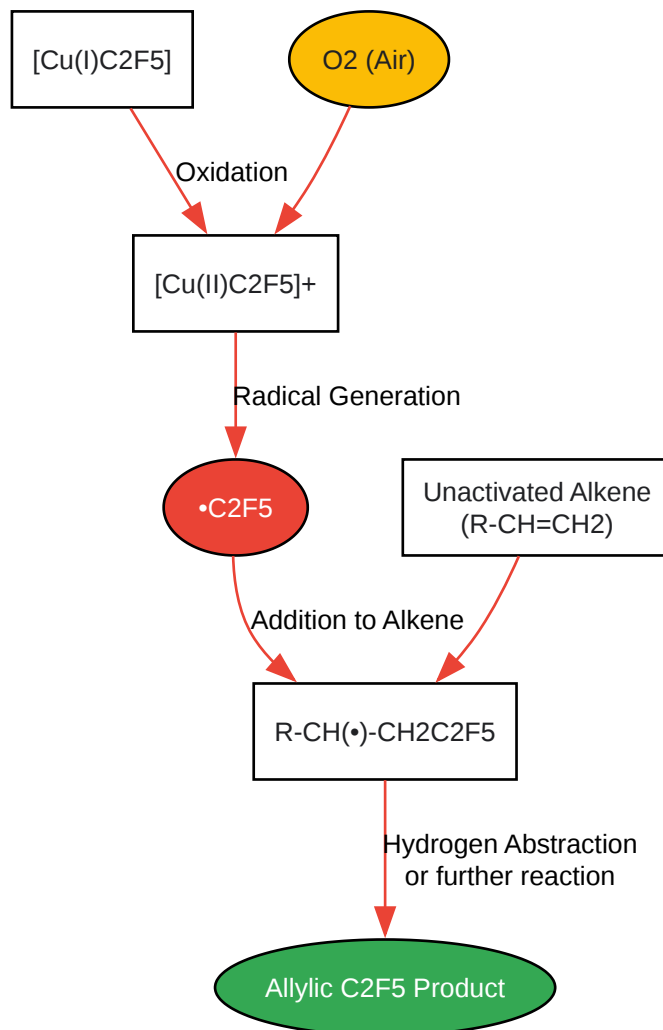 [Cu(I)C2F5]
O2 (Air)
Oxidation
[Cu(II)C2F5]+
Radical Generation
•C2F5
Unactivated Alkene
(R-CH=CH2)
Addition to Alkene
R-CH(•)-CH2C2F5
Hydrogen Abstraction
or further reaction
Allylic C2F5 Product